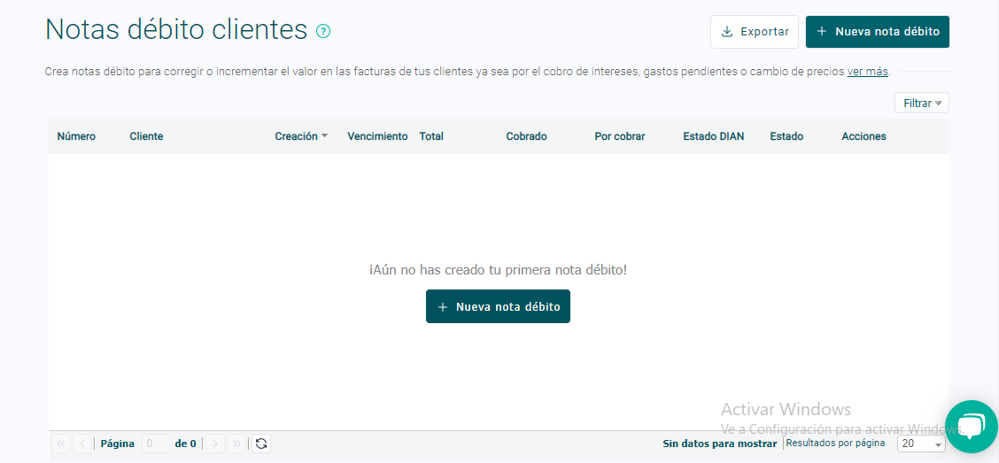 Notas débito clientes ?
Exportar
+ Nueva nota débito
Crea notas débito para corregir o incrementar el valor en las facturas de tus clientes ya sea por el cobro de intereses, gastos pendientes o cambio de precios ver más.
Filtrar
Número Cliente Creación Vencimiento Total Cobrado Por cobrar Estado DIAN Estado Acciones
¡Aún no has creado tu primera nota débito!
+ Nueva nota débito
Activar Windows
Ve a Configuración para activar Windows.
« ‹ Página 0 de 0 › » Sin datos para mostrar Resultados por página 20